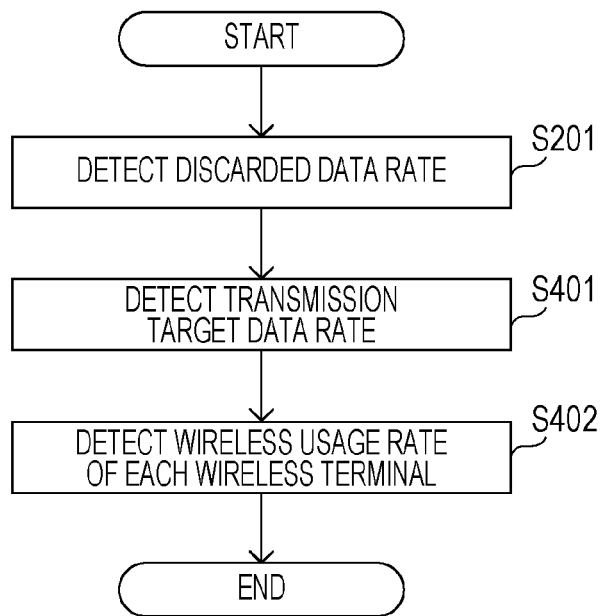 START
DETECT DISCARDED DATA RATE
S201
DETECT TRANSMISSION
TARGET DATA RATE
S401
DETECT WIRELESS USAGE RATE
OF EACH WIRELESS TERMINAL
S402
END